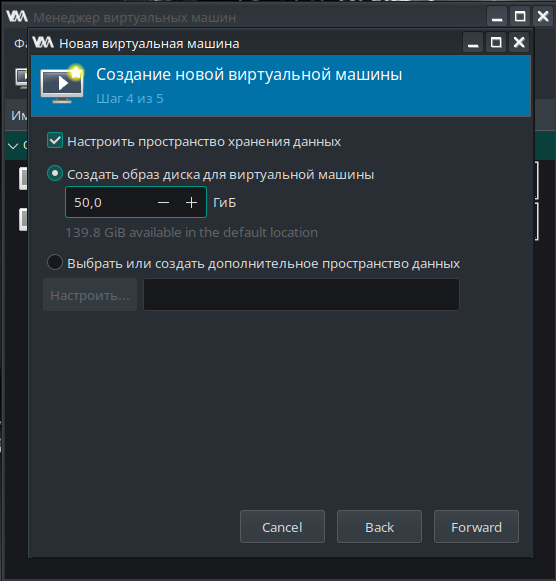 Менеджер виртуальных машин
Новая виртуальная машина
Создание новой виртуальной машины
Шаг 4 из 5
Настроить пространство хранения данных
Создать образ диска для виртуальной машины
50,0 ГиБ
139.8 GiB available in the default location
Выбрать или создать дополнительное пространство данных
Настроить...
Cancel Back Forward